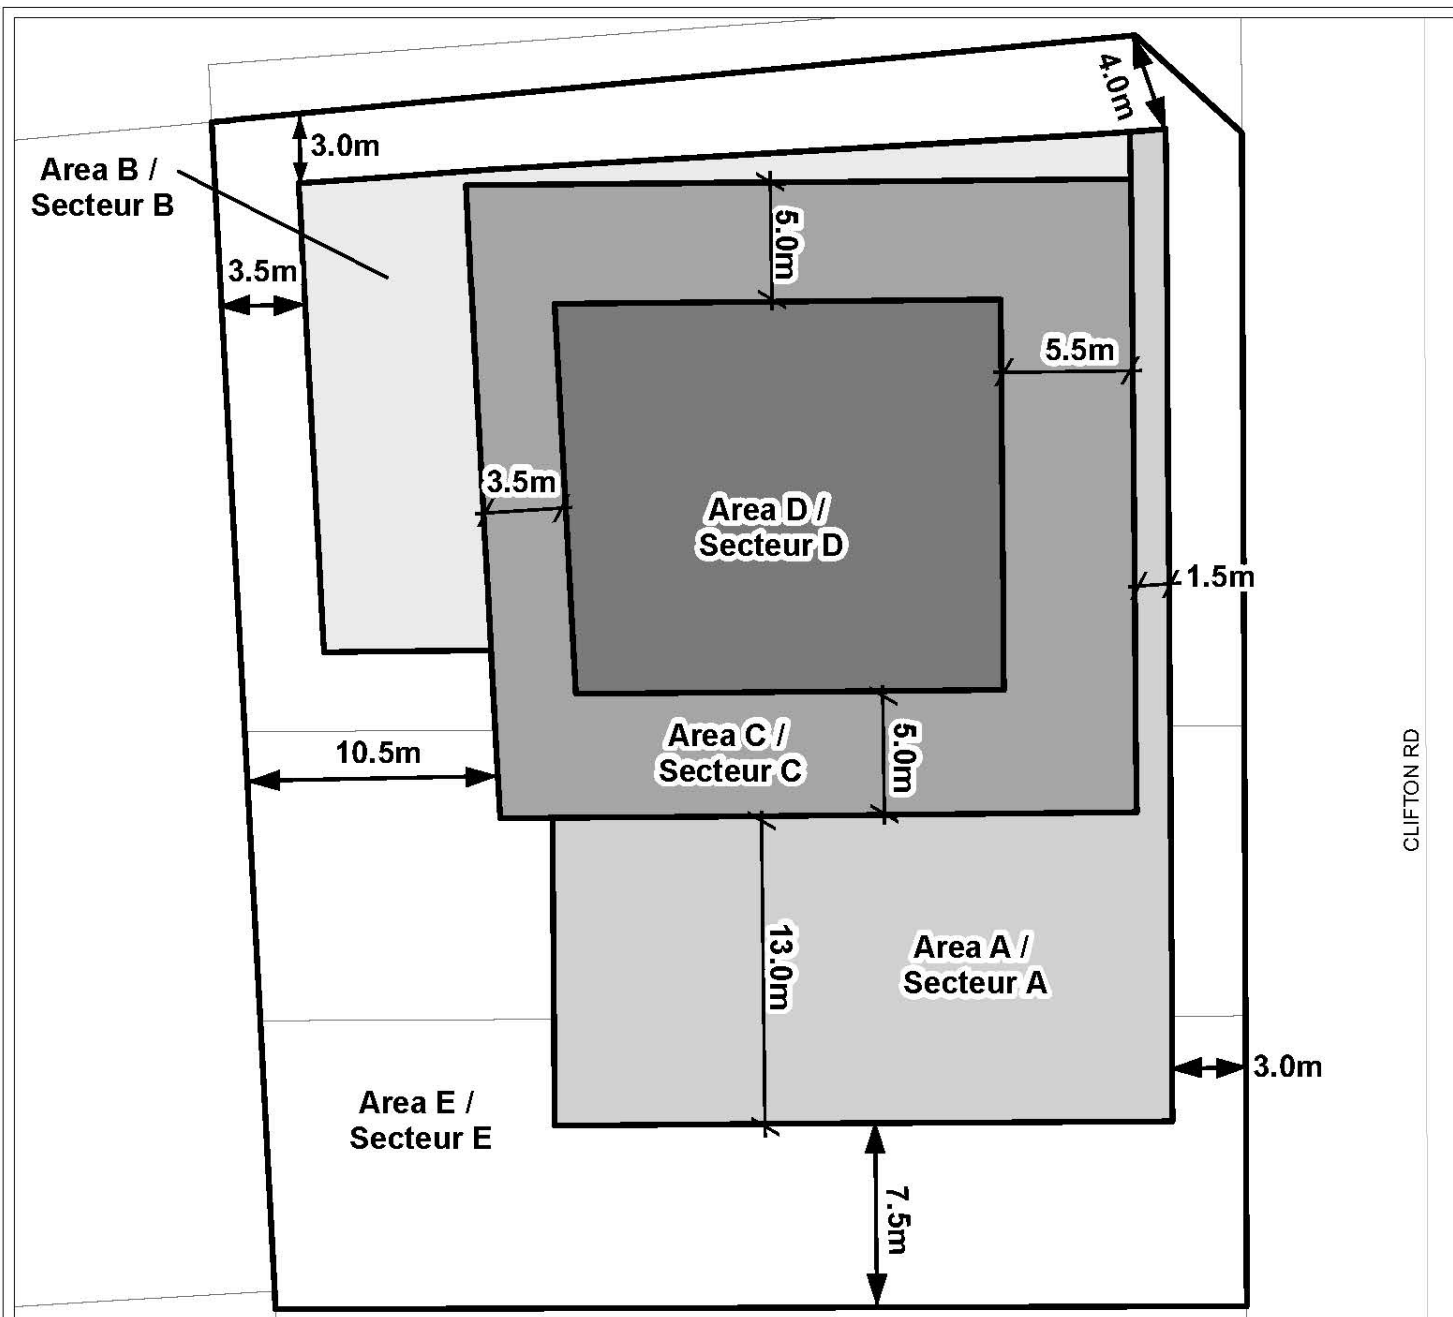 4.0m
3.0m
Area B /
Secteur B
5.0m
3.5m
5.5m
3.5m
Area D /
Secteur D
1.5m
Area C /
Secteur C
5.0m
10.5m
CLIFTON RD
13.0m
Area A /
Secteur A
3.0m
Area E /
Secteur E
7.5m